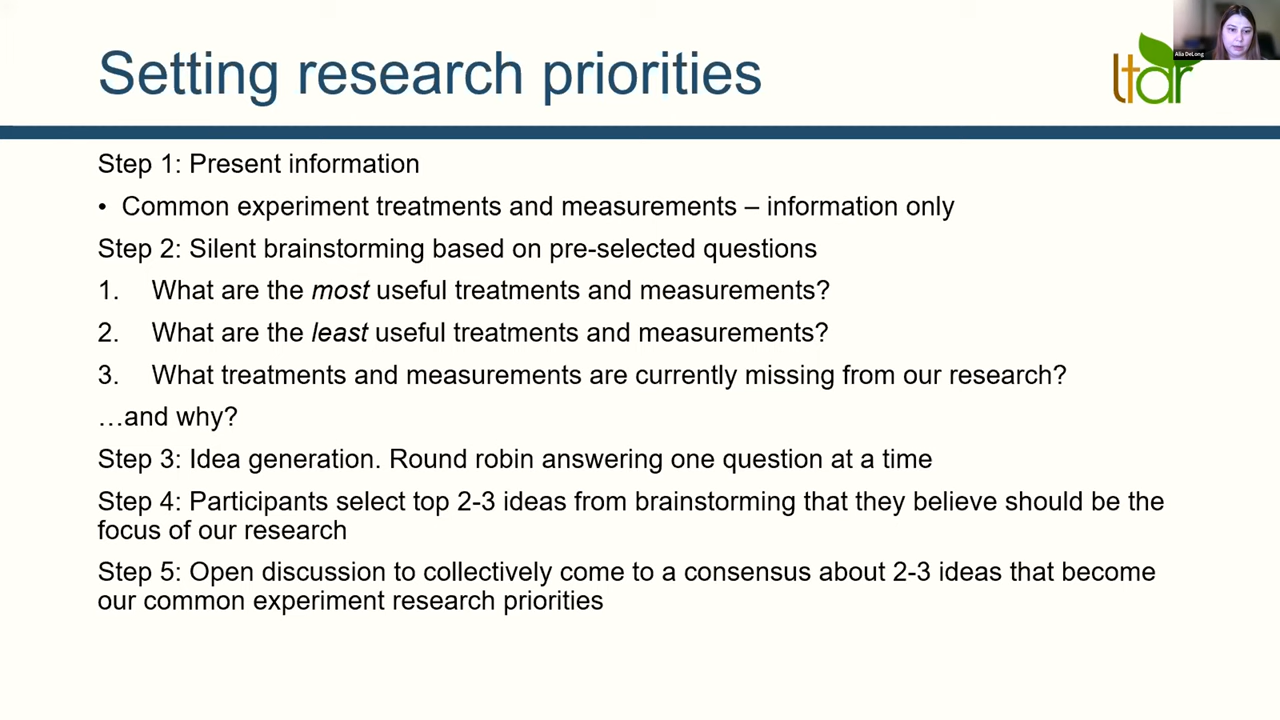 Setting research priorities
ltar
Alia DeLong
Step 1: Present information
• Common experiment treatments and measurements – information only
Step 2: Silent brainstorming based on pre-selected questions
1. What are the most useful treatments and measurements?
2. What are the least useful treatments and measurements?
3. What treatments and measurements are currently missing from our research?
…and why?
Step 3: Idea generation. Round robin answering one question at a time
Step 4: Participants select top 2-3 ideas from brainstorming that they believe should be the
focus of our research
Step 5: Open discussion to collectively come to a consensus about 2-3 ideas that become
our common experiment research priorities